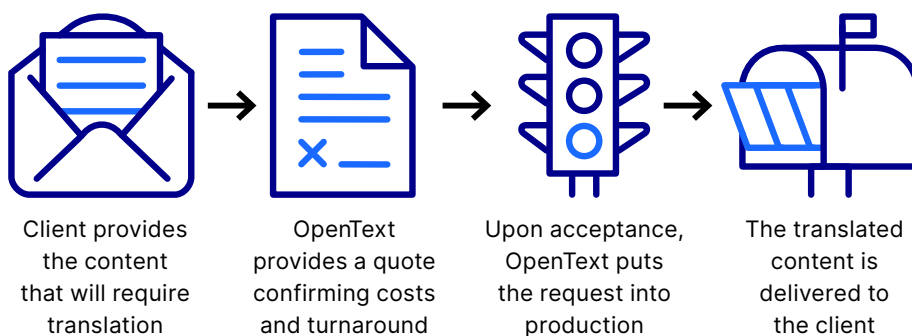 Client provides
the content
that will require
translation
OpenText
provides a quote
confirming costs
and turnaround
Upon acceptance,
OpenText puts
the request into
production
The translated
content is
delivered to
the client